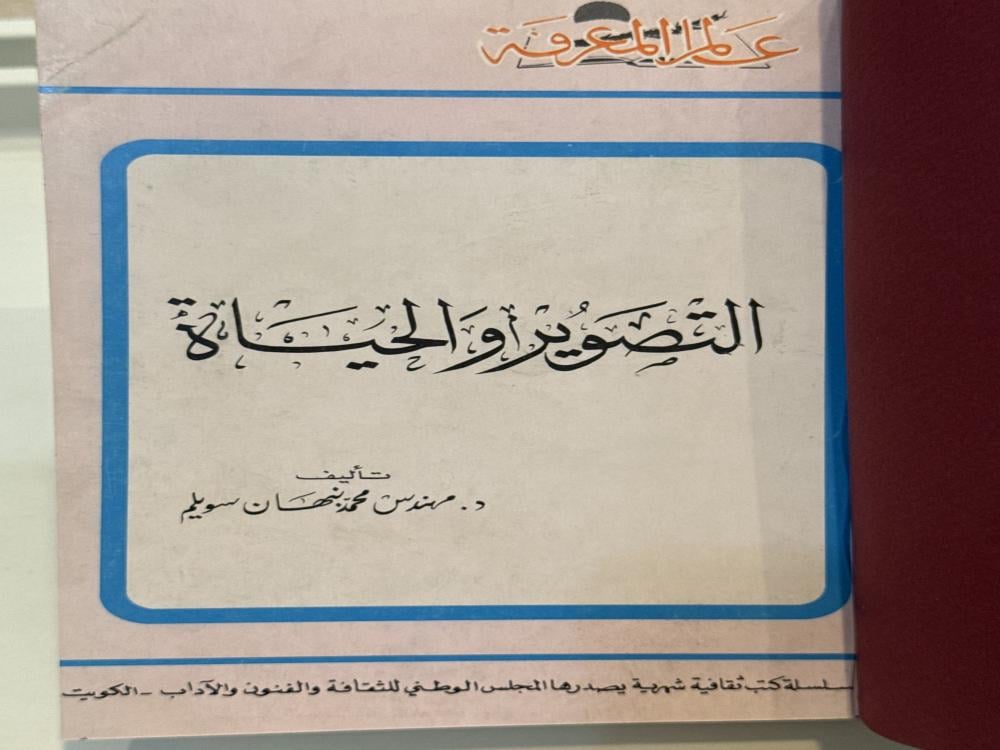 عالم المعرفة
التصوير والحياة
تأليف
د. مهندس محمد نبهان سويلم
سلسلة كتب ثقافية شهرية يصدرها المجلس الوطني للثقافة والفنون والآداب - الكويت